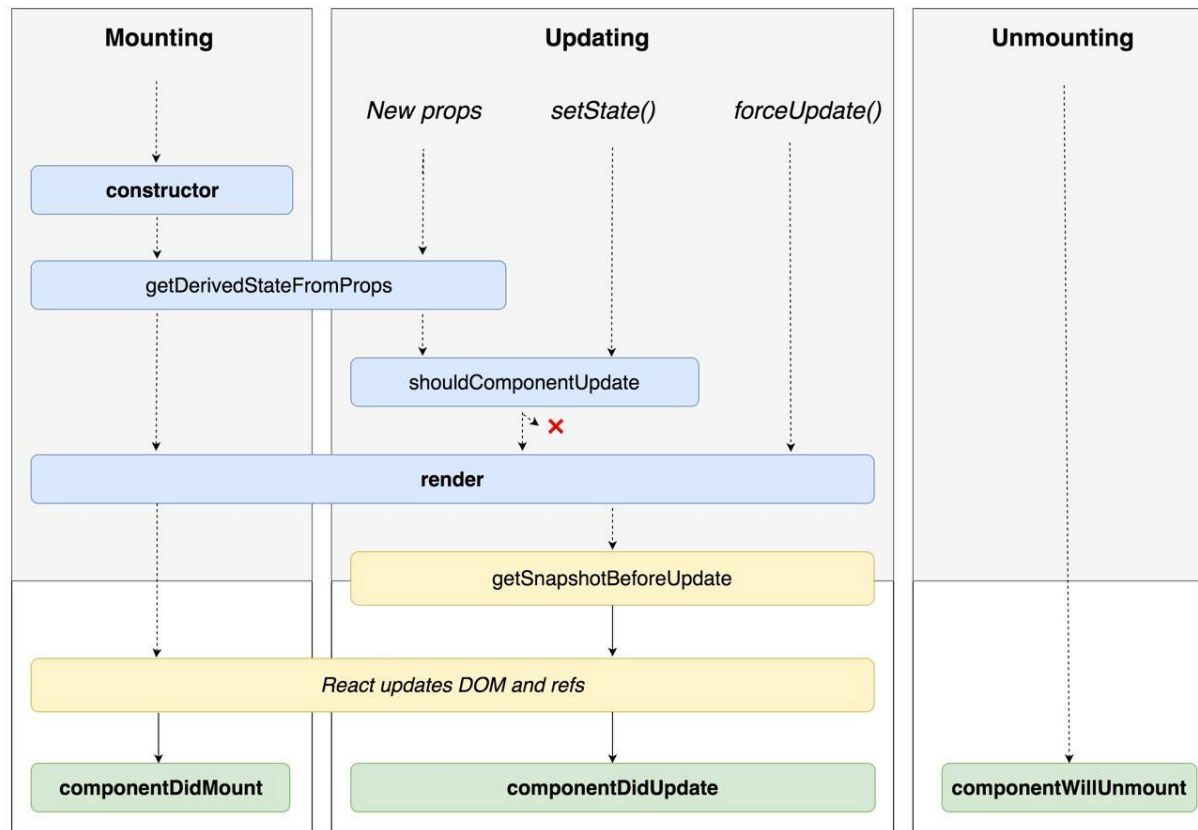 Mounting
Updating
Unmounting
New props
setState()
forceUpdate()
constructor
getDerivedStateFromProps
shouldComponentUpdate
render
getSnapshotBeforeUpdate
React updates DOM and refs
componentDidMount
componentDidUpdate
componentWillUnmount